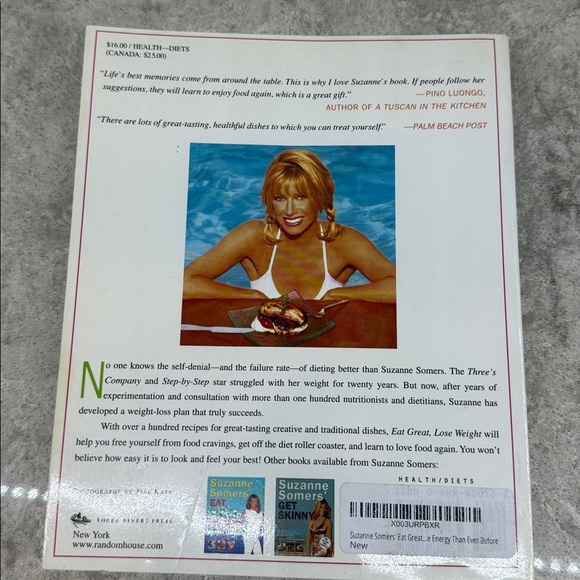 $16.00 / HEALTH—DIETS
(CANADA: $25.00)
"Life's best memories come from around the table. This is why I love Suzanne's book. If people follow her
suggestions, they will learn to enjoy food again, which is a great gift."
—PINO LUONGO,
AUTHOR OF A TUSCAN IN THE KITCHEN
"There are lots of great-tasting, healthful dishes to which you can treat yourself."
—PALM BEACH POST
No one knows the self-denial—and the failure rate—of dieting better than Suzanne Somers. The Three's
Company and Step-by-Step star struggled with her weight for twenty years. But now, after years of
experimentation and consultation with more than one hundred nutritionists and dietitians, Suzanne has
developed a weight-loss plan that truly succeeds.
With over a hundred recipes for great-tasting creative and traditional dishes, Eat Great, Lose Weight will
help you free yourself from food cravings, get off the diet roller coaster, and learn to love food again. You won't
believe how easy it is to look and feel your best! Other books available from Suzanne Somers:
HEALTH/DIETS
Suzanne
Somers'
EAT
Suzanne
Somers'
GET
SKINNY
X003URPBXR
Suzanne Somers' Eat Great...e Energy Than Ever Before
New
THREE RIVERS PRESS
New York
www.randomhouse.com